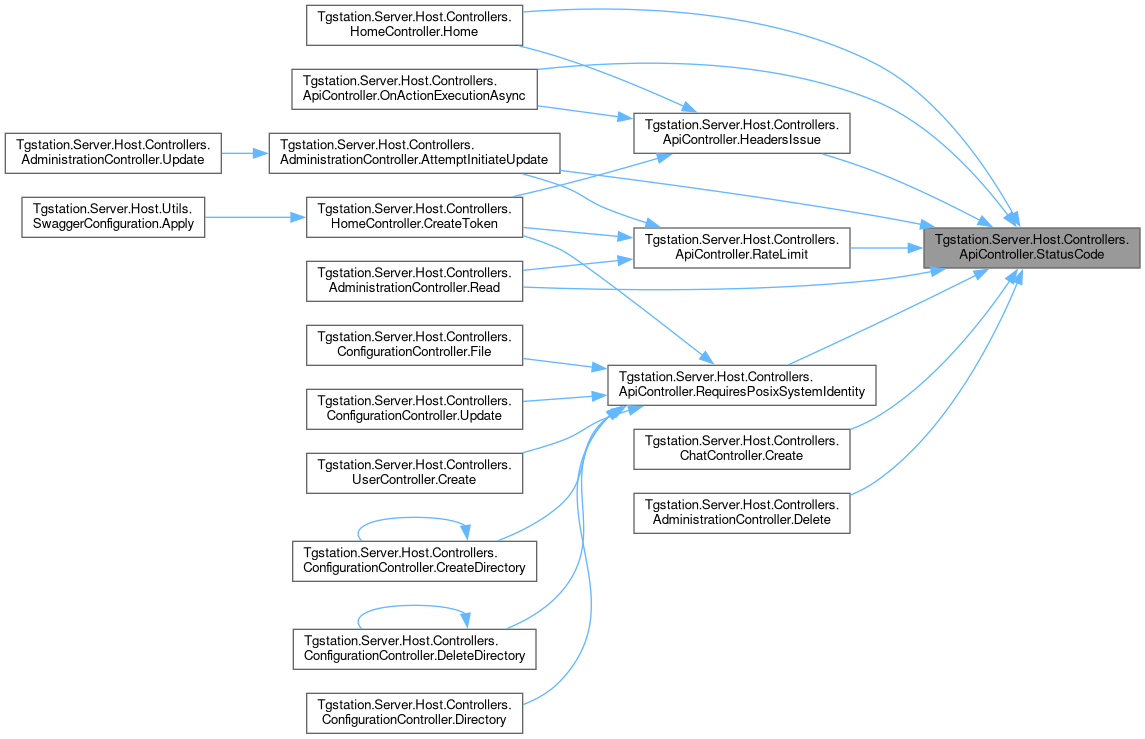 Tgstation.Server.Host.Controllers.
HomeController.Home
Tgstation.Server.Host.Controllers.
ApiController.OnActionExecutionAsync
Tgstation.Server.Host.Controllers.
ApiController.HeadersIssue
Tgstation.Server.Host.Controllers.
AdministrationController.Update
Tgstation.Server.Host.Controllers.
AdministrationController.AttemptInitiateUpdate
Tgstation.Server.Host.Utils.
SwaggerConfiguration.Apply
Tgstation.Server.Host.Controllers.
HomeController.CreateToken
Tgstation.Server.Host.Controllers.
ApiController.RateLimit
Tgstation.Server.Host.Controllers.
ApiController.StatusCode
Tgstation.Server.Host.Controllers.
AdministrationController.Read
Tgstation.Server.Host.Controllers.
ConfigurationController.File
Tgstation.Server.Host.Controllers.
ApiController.RequiresPosixSystemIdentity
Tgstation.Server.Host.Controllers.
ConfigurationController.Update
Tgstation.Server.Host.Controllers.
ChatController.Create
Tgstation.Server.Host.Controllers.
UserController.Create
Tgstation.Server.Host.Controllers.
AdministrationController.Delete
Tgstation.Server.Host.Controllers.
ConfigurationController.CreateDirectory
Tgstation.Server.Host.Controllers.
ConfigurationController.DeleteDirectory
Tgstation.Server.Host.Controllers.
ConfigurationController.Directory